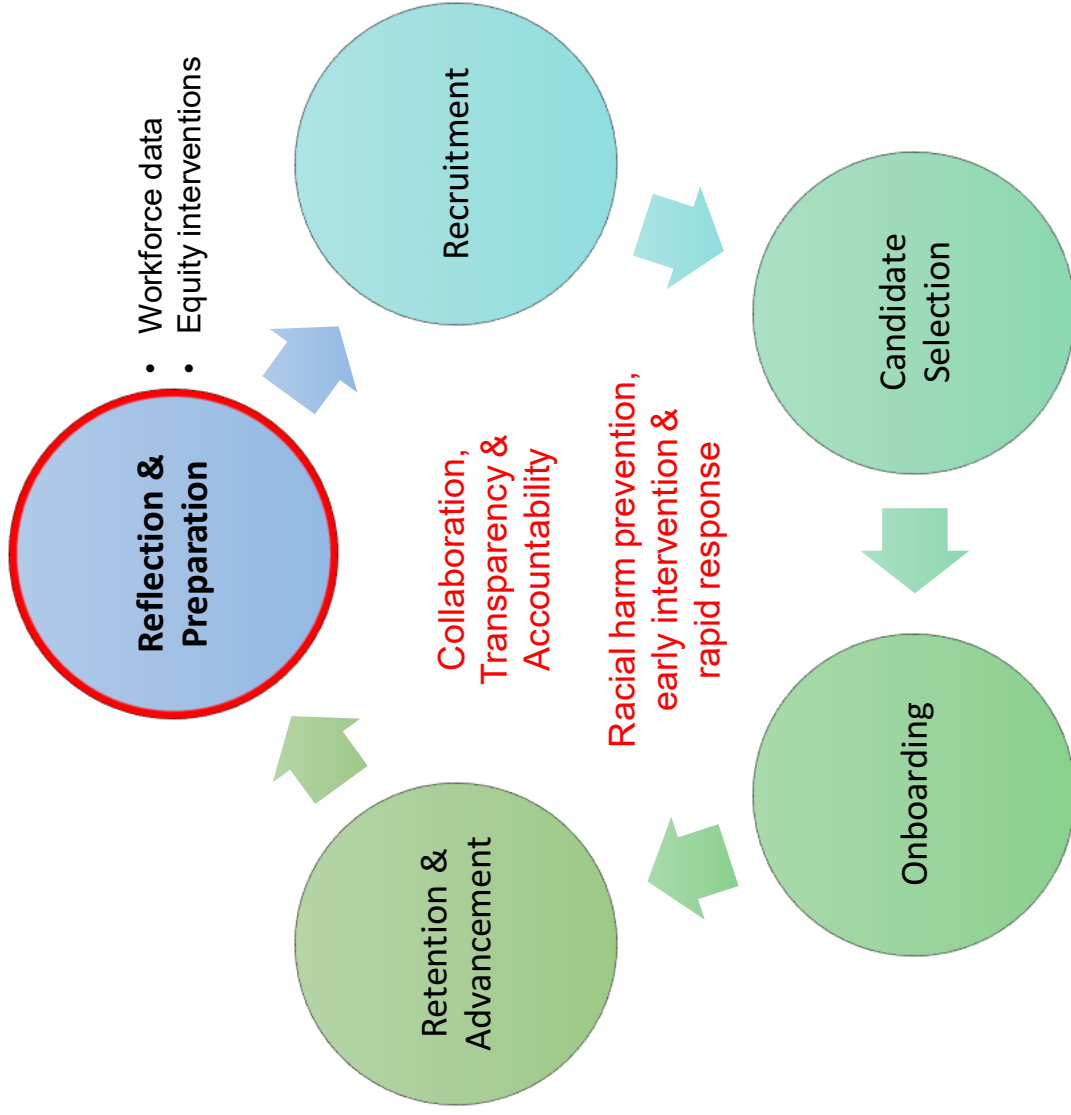 Reflection &
Preparation
• Workforce data
• Equity interventions
Recruitment
Candidate
Selection
Onboarding
Retention &
Advancement
Collaboration,
Transparency &
Accountability
Racial harm prevention,
early intervention &
rapid response